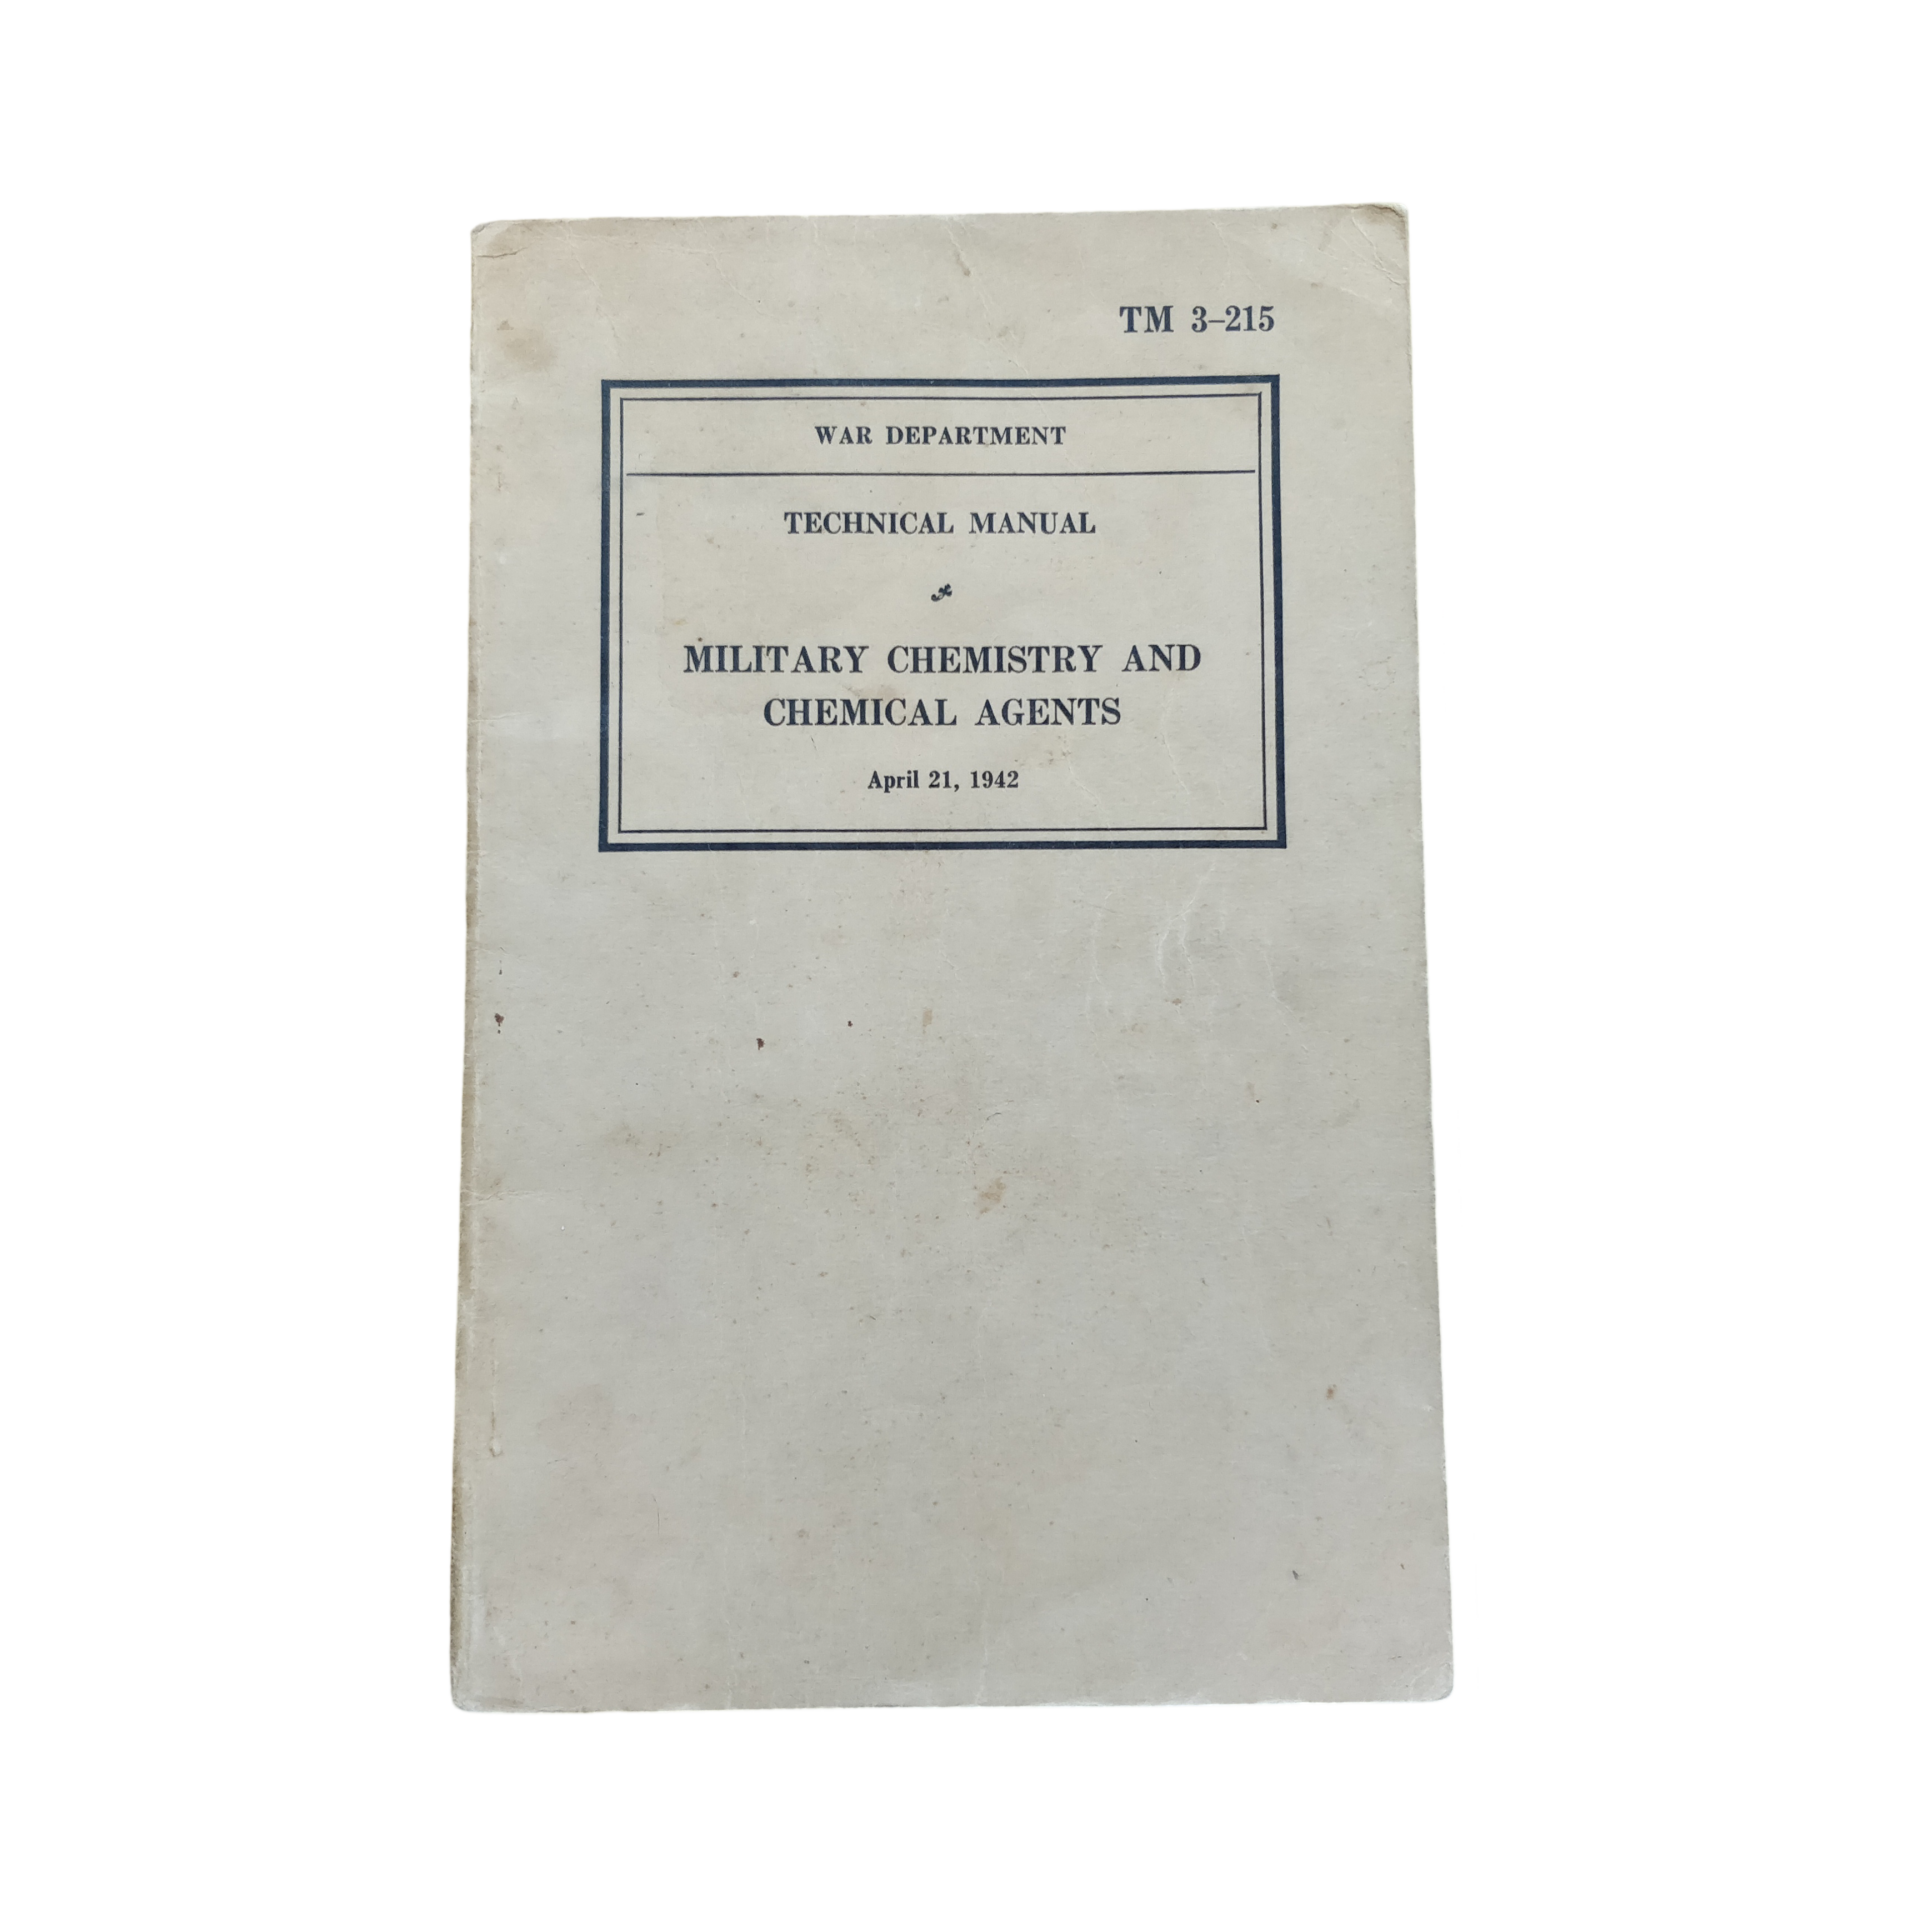 TM 3–215
WAR DEPARTMENT
TECHNICAL MANUAL
MILITARY CHEMISTRY AND
CHEMICAL AGENTS
April 21, 1942